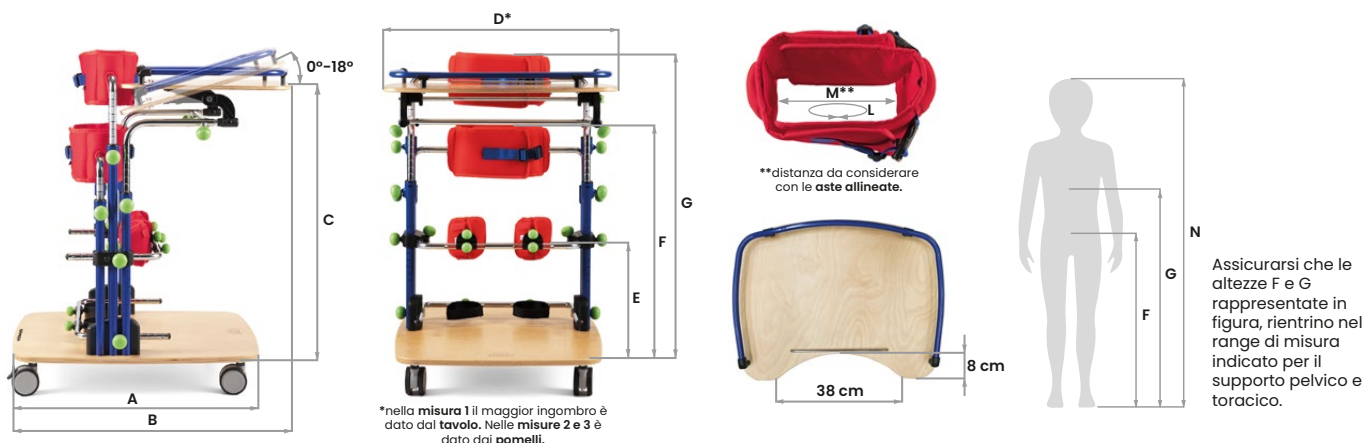 D*
0°-18°
C
A
B
G
F
E
*nella misura 1 il maggior ingombro è
dato dal tavolo. Nelle misure 2 e 3 è
dato dai pomelli.
M**
L
**distanza da considerare
con le aste allineate.
8 cm
38 cm
N
G
F
Assicurarsi che le
altezze F e G
rappresentate in
figura, rientrino nel
range di misura
indicato per il
supporto pelvico e
toracico.